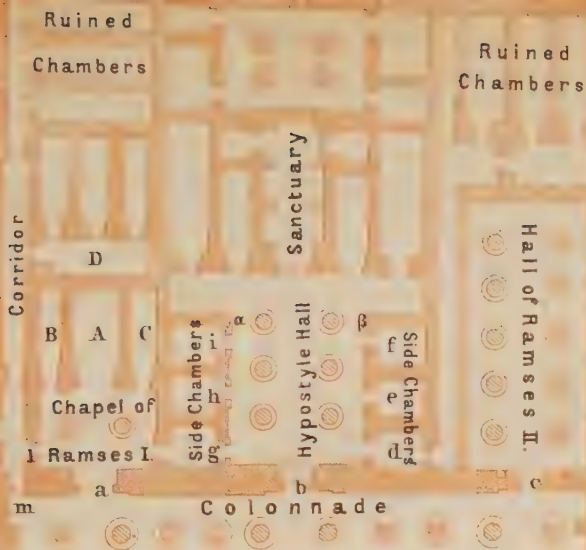 Ruined
Chambers
Ruined
Chambers
Corridor
D
Sanctuary
B A C
Hall of Ramses II.
Side Chambers
i
h
g
α
β
Hypostyle Hall
f
e
d
Side Chambers
Chapel of
l Ramses I.
a
b
c
m
Colonnade